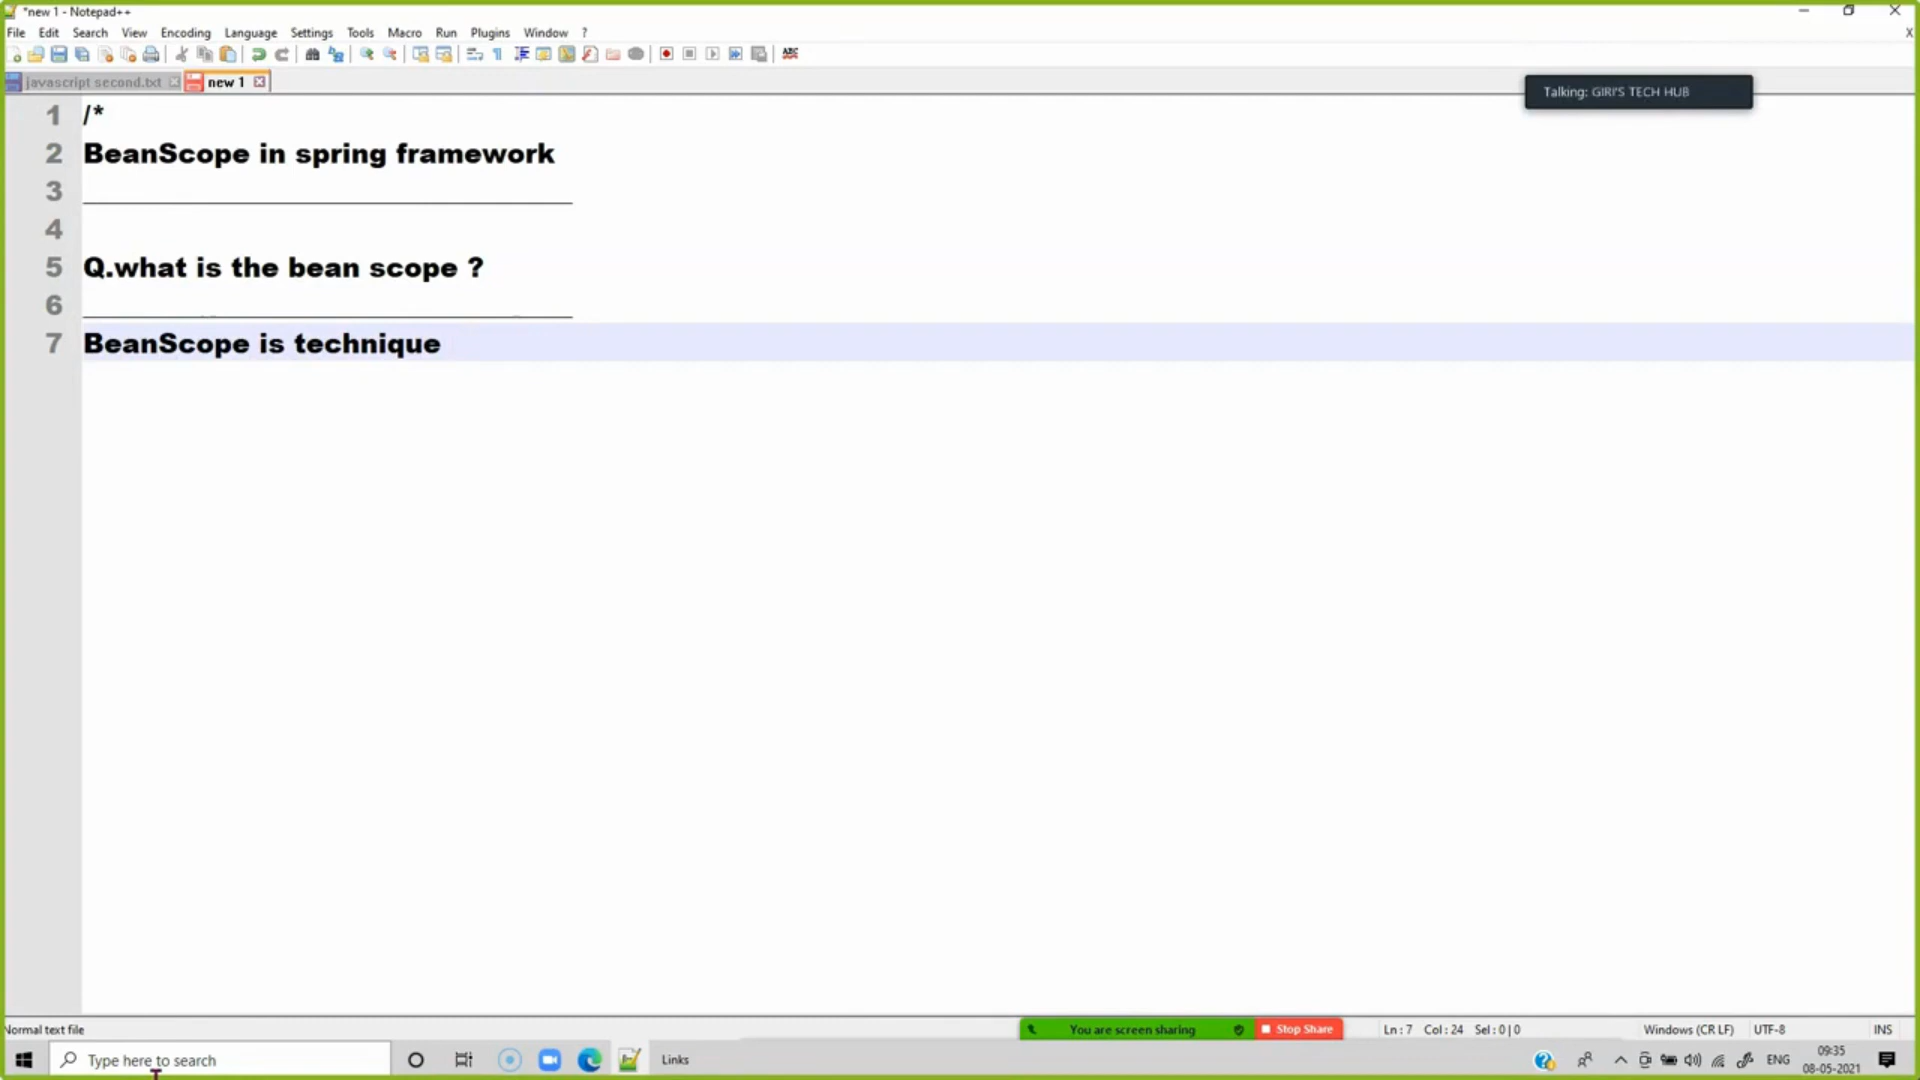 *new 1 - Notepad++
File Edit Search View Encoding Language Settings Tools Macro Run Plugins Window ? X
javascript second.txt new 1
Talking: GIRI'S TECH HUB
1 /*
2 BeanScope in spring framework
3 ___________________________________
4
5 Q.what is the bean scope ?
6 ___________________________________
7 BeanScope is technique
Normal text file You are screen sharing Stop Share Ln : 7 Col : 24 Sel : 0 | 0 Windows (CR LF) UTF-8 INS
Type here to search Links ENG 09:35
08-05-2021